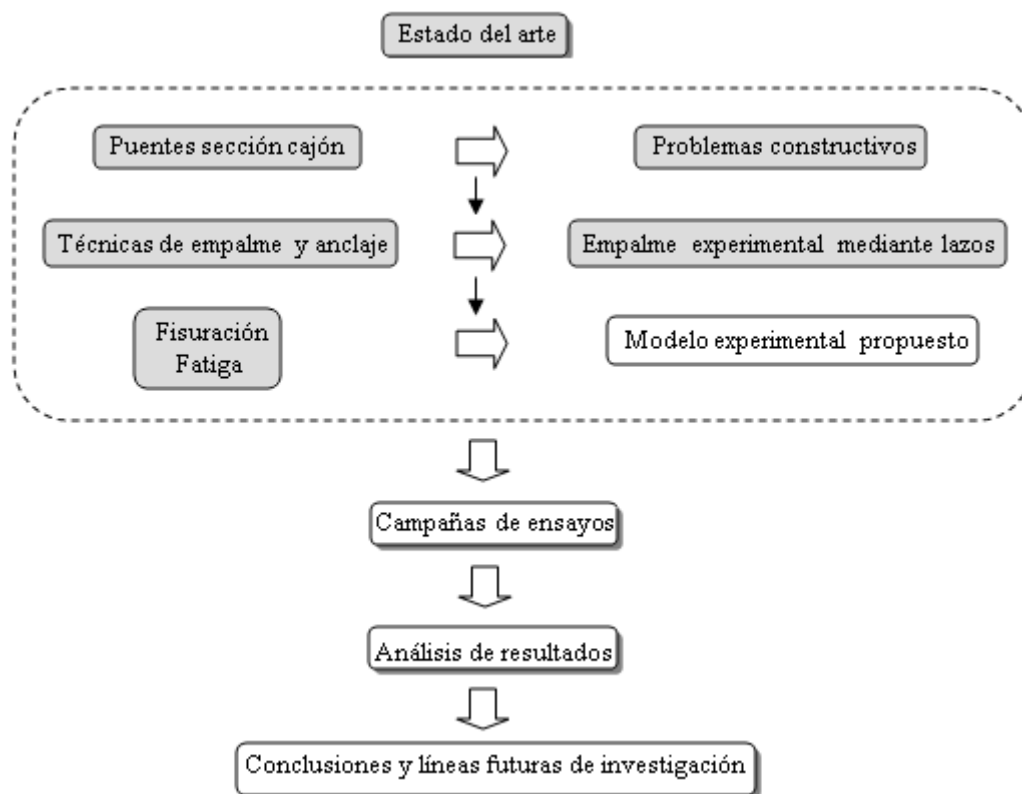 Estado del arte
Puentes sección cajón
Problemas constructivos
Técnicas de empalme y anclaje
Empalme experimental mediante lazos
Fisuración
Fatiga
Modelo experimental propuesto
Campañas de ensayos
Análisis de resultados
Conclusiones y líneas futuras de investigación